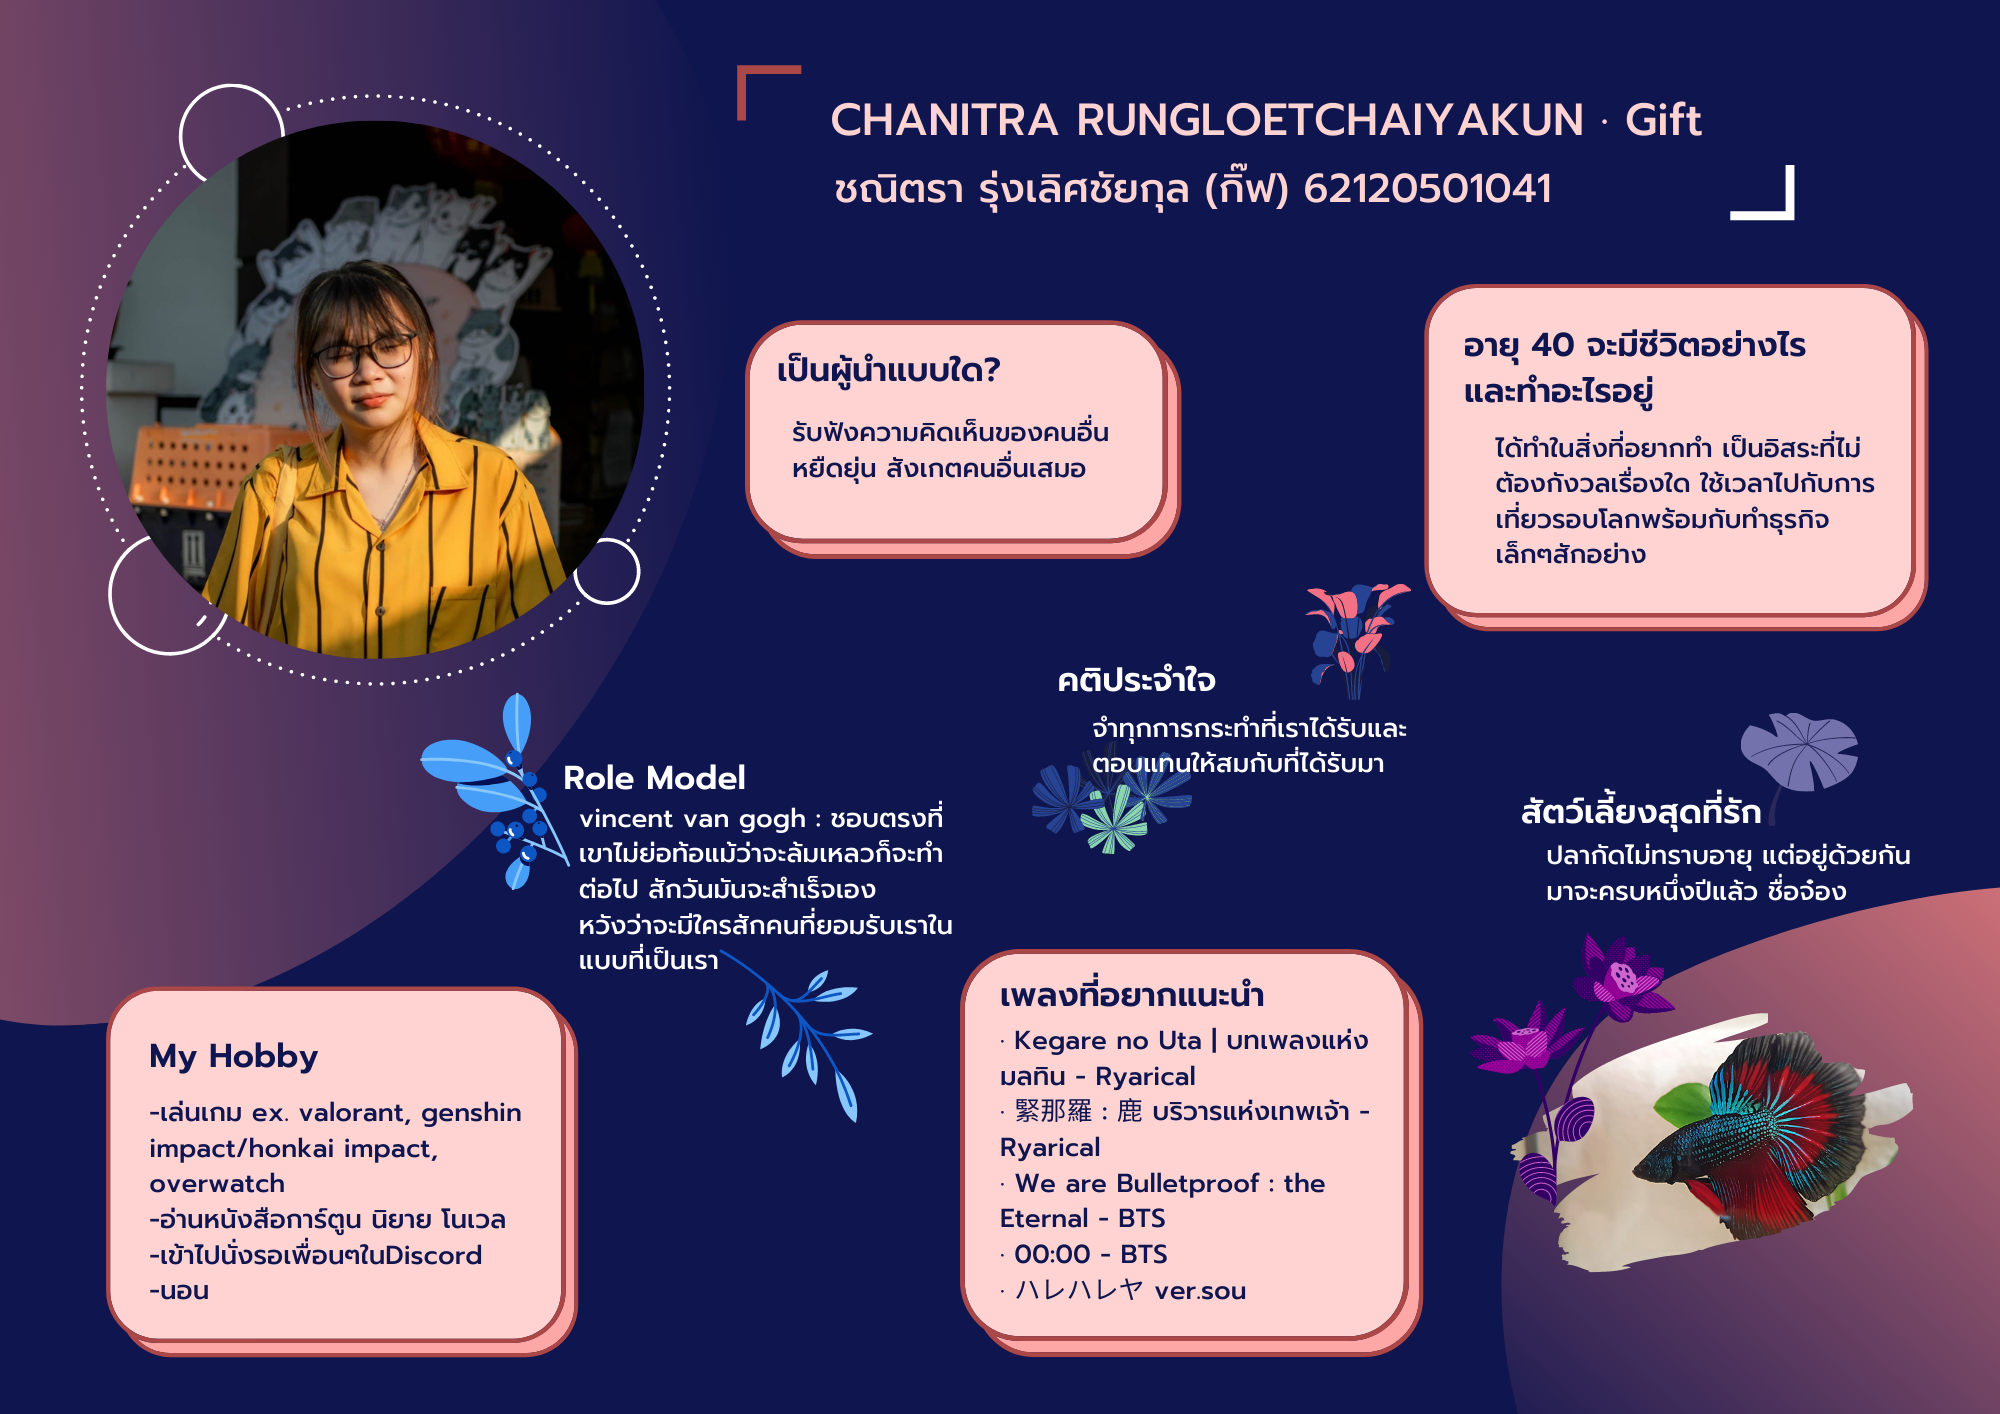 CHANITRA RUNGLOETCHAIYAKUN · Gift
ชณิตรา รุ่งเลิศชัยกุล (กิ๊ฟ) 62120501041
เป็นผู้นำแบบใด?
รับฟังความคิดเห็นของคนอื่น
หยืดยุ่น สังเกตคนอื่นเสมอ
อายุ 40 จะมีชีวิตอย่างไร
และทำอะไรอยู่
ได้ทำในสิ่งที่อยากทำ เป็นอิสระที่ไม่
ต้องกังวลเรื่องใด ใช้เวลาไปกับการ
เที่ยวรอบโลกพร้อมกับทำธุรกิจ
เล็กๆสักอย่าง
คติประจำใจ
จำทุกการกระทำที่เราได้รับและ
ตอบแทนให้สมกับที่ได้รับมา
Role Model
vincent van gogh : ชอบตรงที่
เขาไม่ย่อท้อแม้ว่าจะล้มเหลวก็จะทำ
ต่อไป สักวันมันจะสำเร็จเอง
หวังว่าจะมีใครสักคนที่ยอมรับเราใน
แบบที่เป็นเรา
สัตว์เลี้ยงสุดที่รัก
ปลากัดไม่ทราบอายุ แต่อยู่ด้วยกัน
มาจะครบหนึ่งปีแล้ว ชื่อจ๋อง
My Hobby
-เล่นเกม ex. valorant, genshin
impact/honkai impact,
overwatch
-อ่านหนังสือการ์ตูน นิยาย โนเวล
-เข้าไปนั่งรอเพื่อนๆในDiscord
-นอน
เพลงที่อยากแนะนำ
· Kegare no Uta | บทเพลงแห่ง
มลทิน - Ryarical
· 緊那羅 : 鹿 บริวารแห่งเทพเจ้า -
Ryarical
· We are Bulletproof : the
Eternal - BTS
· 00:00 - BTS
· ハレハレヤ ver.sou